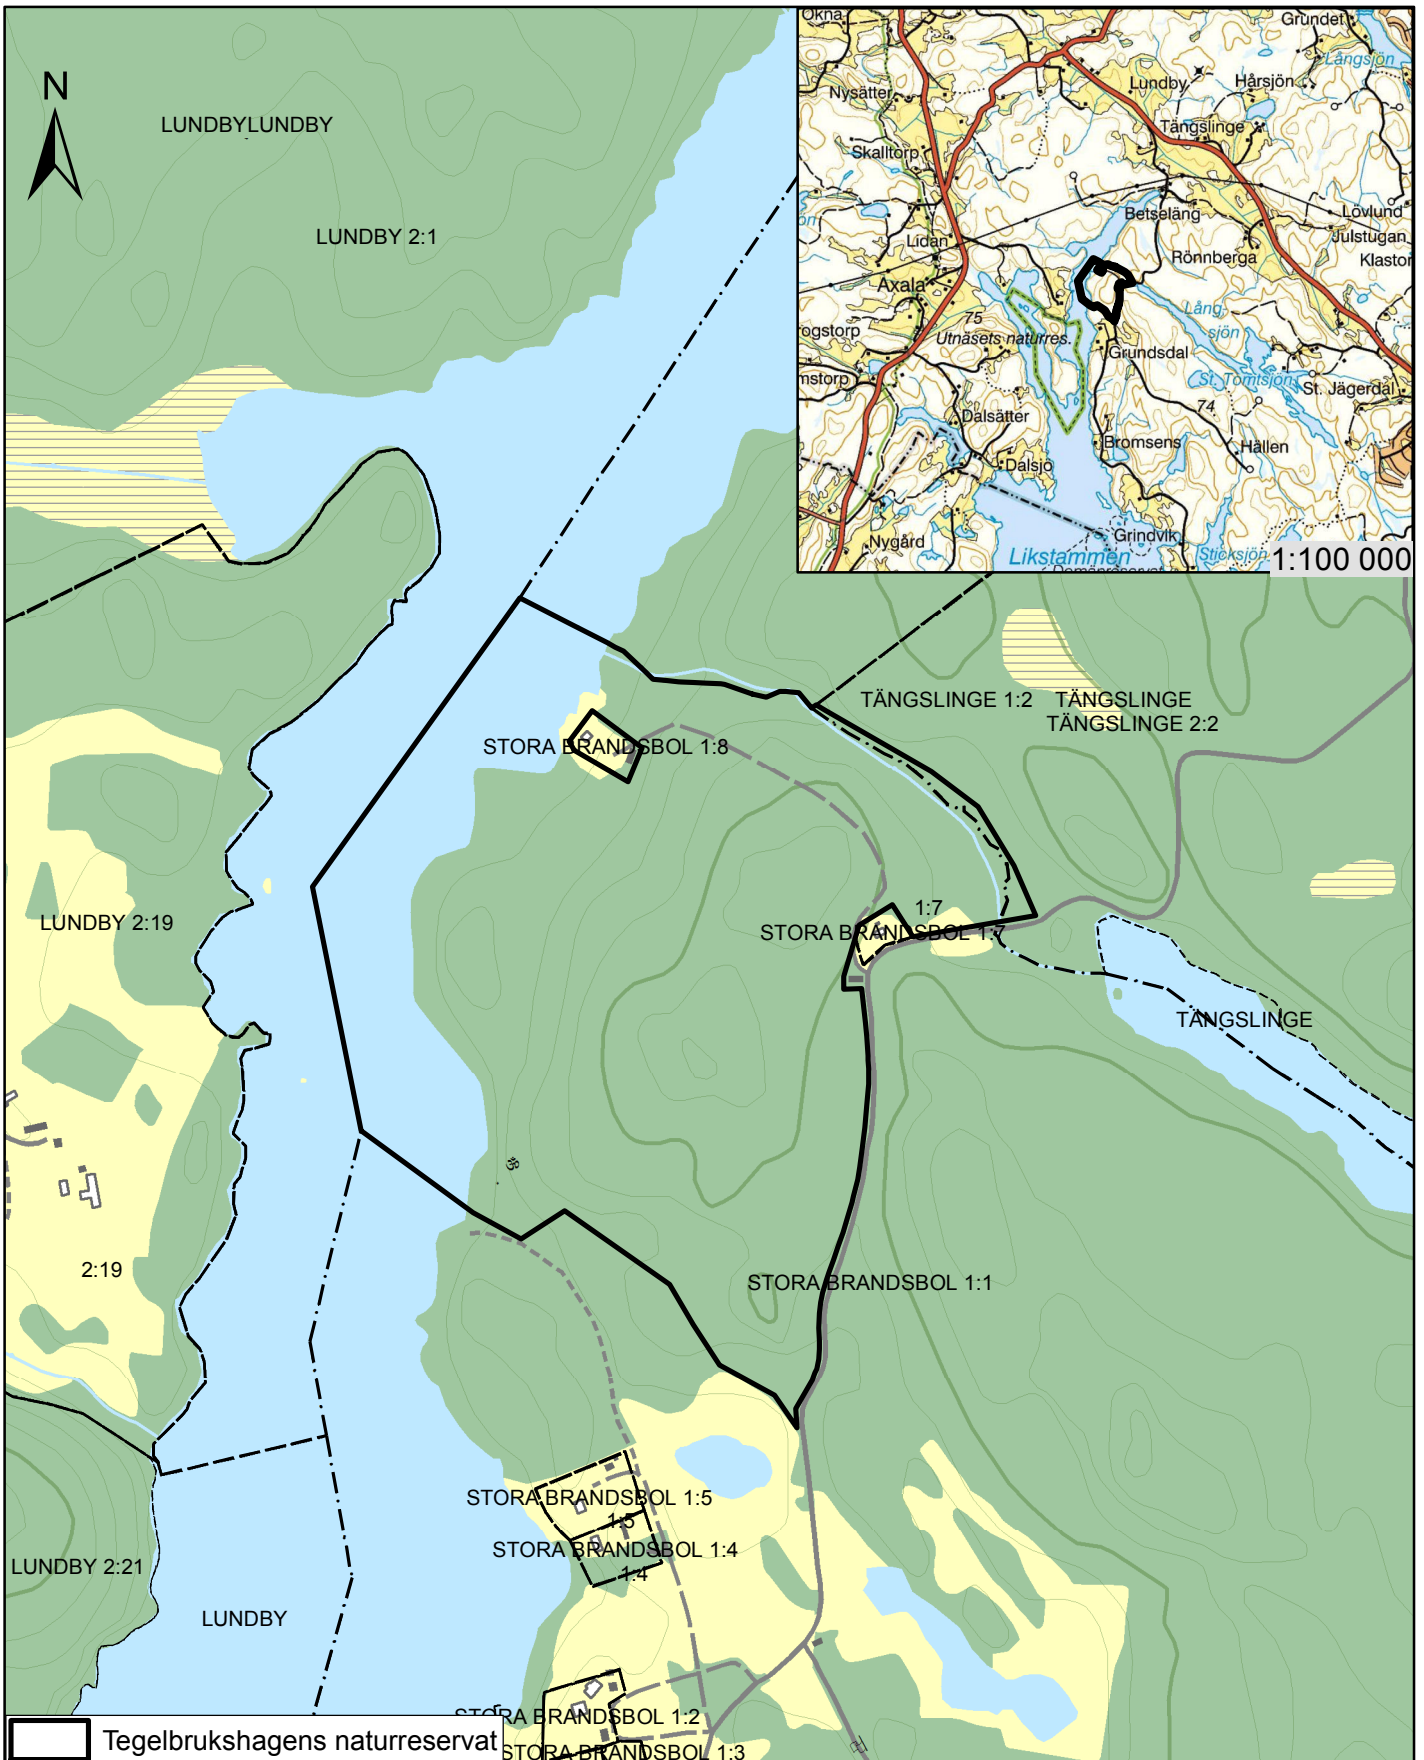 N
LUNDBYLUNDBY
LUNDBY 2:1
Nysätter
Skalltorp
Lidan
Axala
75
Utnäsets naturres.
Dalsätter
Dalsjö
Nygård
Likstammen
Grundet
Långsjön
Lundby
Hårsjön
Tängslinge
Betseläng
Rönnberga
Lövlund
Julstugan
Klastor
Lång-
sjön
Grundsdal
St. Tomtsjön
St. Jägerdal
74
Bromsens
Hällen
Grindvik
Sticksjön
rogstorp
mstorp
1:100 000
TÄNGSLINGE 1:2
TÄNGSLINGE
TÄNGSLINGE 2:2
STORA BRANDSBOL 1:8
1:7
STORA BRANDSBOL 1:7
LUNDBY 2:19
TÄNGSLINGE
2:19
STORA BRANDSBOL 1:1
STORA BRANDSBOL 1:5
1:5
STORA BRANDSBOL 1:4
1:4
LUNDBY 2:21
LUNDBY
STORA BRANDSBOL 1:2
STORA BRANDSBOL 1:3
Tegelbrukshagens naturreservat